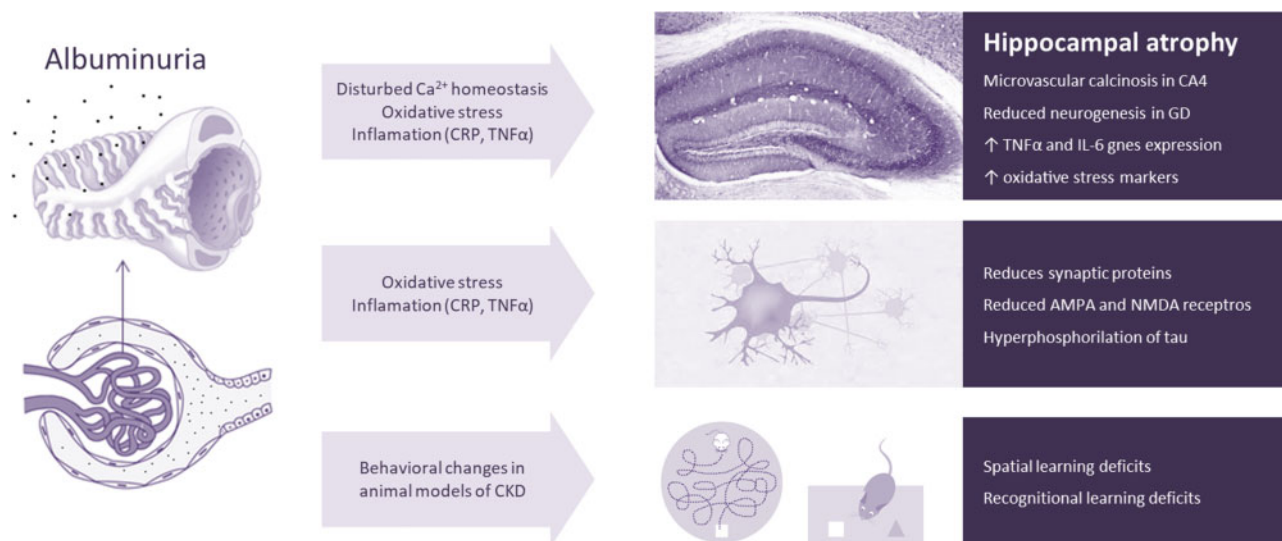 Albuminuria
Disturbed Ca²⁺ homeostasis
Oxidative stress
Inflamation (CRP, TNFα)
Hippocampal atrophy
Microvascular calcinosis in CA4
Reduced neurogenesis in GD
↑ TNFα and IL-6 gnes expression
↑ oxidative stress markers
Oxidative stress
Inflamation (CRP, TNFα)
Reduces synaptic proteins
Reduced AMPA and NMDA receptros
Hyperphosphorilation of tau
Behavioral changes in
animal models of CKD
Spatial learning deficits
Recognitional learning deficits